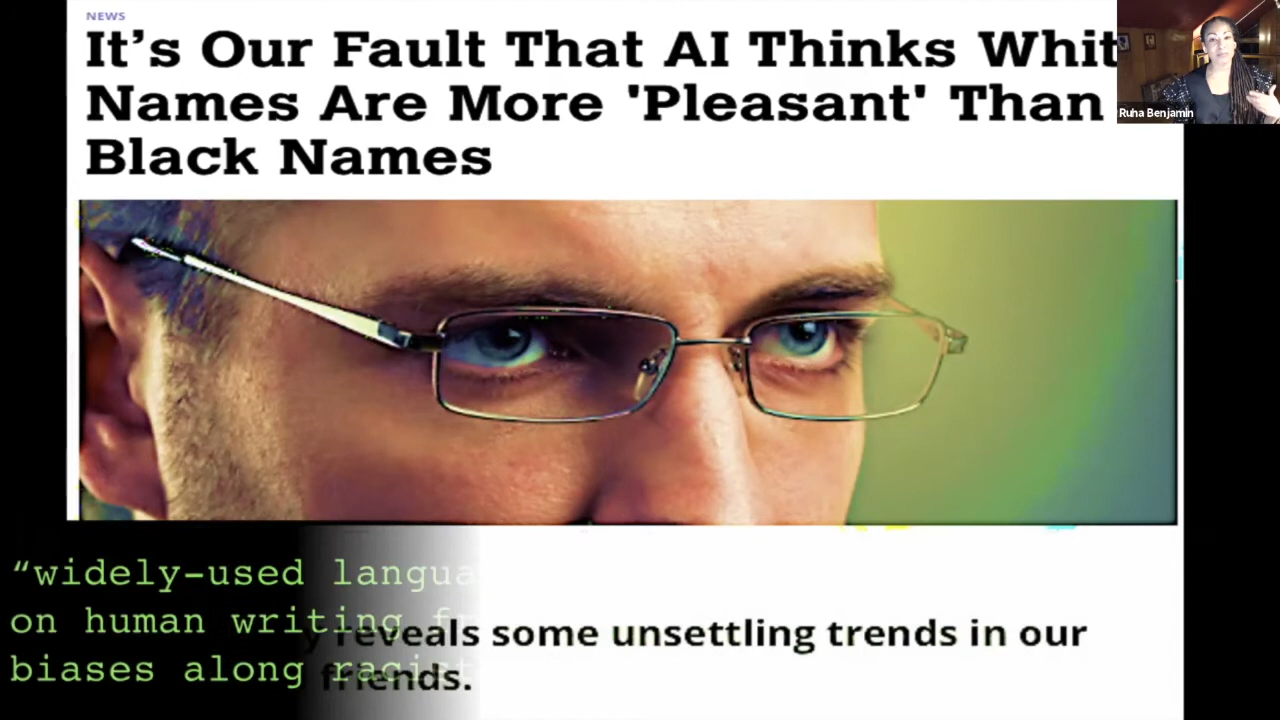 NEWS
It's Our Fault That AI Thinks Whit
Names Are More 'Pleasant' Than
Black Names
Ruha Benjamin
"widely-used
on human writing
biases along
reveals some unsettling trends in our
friends.